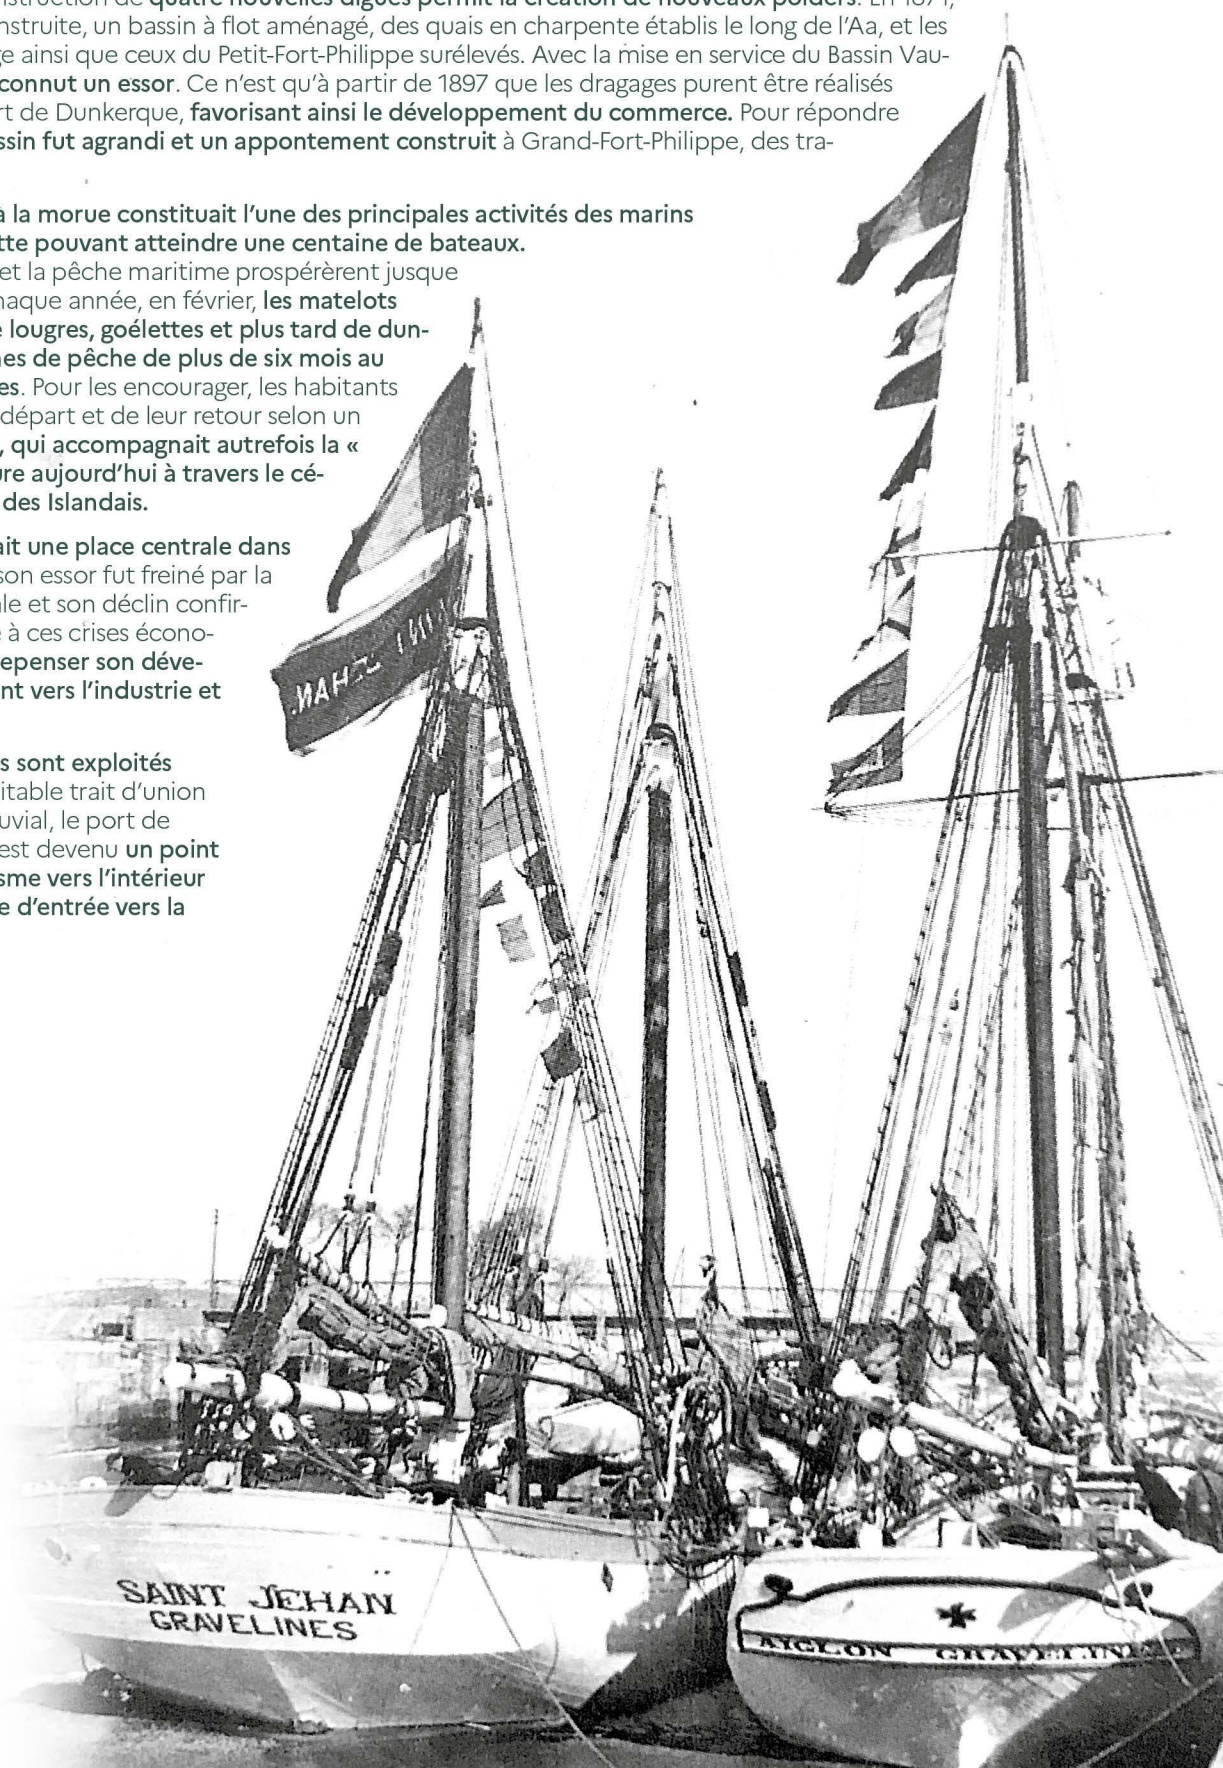 nstruction de quatre nouvelles digues permit la création de nouveaux polders. En 1871,
nstruite, un bassin à flot aménagé, des quais en charpente établis le long de l'Aa, et les
ge ainsi que ceux du Petit-Fort-Philippe surélevés. Avec la mise en service du Bassin Vau-
connut un essor. Ce n'est qu'à partir de 1897 que les dragages purent être réalisés
rt de Dunkerque, favorisant ainsi le développement du commerce. Pour répondre
ssin fut agrandi et un appontement construit à Grand-Fort-Philippe, des tra-
à la morue constituait l'une des principales activités des marins
tte pouvant atteindre une centaine de bateaux.
et la pêche maritime prospérèrent jusque
haque année, en février, les matelots
e lougres, goélettes et plus tard de dun-
nes de pêche de plus de six mois au
es. Pour les encourager, les habitants
départ et de leur retour selon un
, qui accompagnait autrefois la «
ure aujourd'hui à travers le cé-
des Islandais.
ait une place centrale dans
son essor fut freiné par la
ale et son déclin confir-
e à ces crises écono-
repenser son déve-
nt vers l'industrie et
s sont exploités
itable trait d'union
uvial, le port de
est devenu un point
sme vers l'intérieur
e d'entrée vers la
SAINT JEHAN
GRAVELINES
AIGLON GRAVELINES